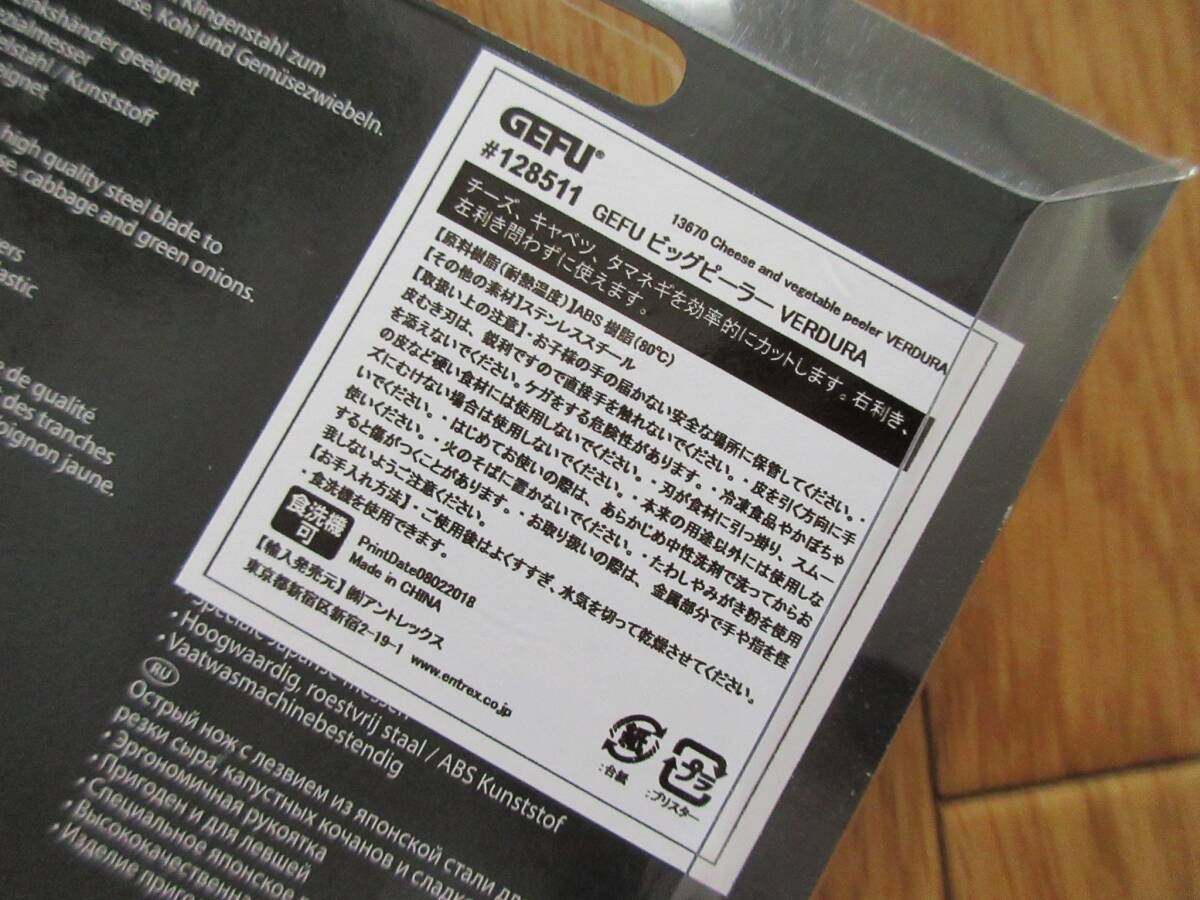 Klingenstahl zum
Kohl und Gemüsezwiebeln.
inkshänder geeignet
zialmesser
elstahl / Kunststoff
ignet
high quality steel blade to
se, cabbage and green onions.
ers
astic
e de qualité
des tranches
pignon jaune.
GEFU®
#128511
13670 Cheese and vegetable peeler VERDURA
GEFU ビッグピーラー VERDURA
チーズ、キャベツ、タマネギを効率的にカットします。右利き、
左利き問わずに使えます。
【原料樹脂(耐熱温度)】ABS 樹脂(80℃)
【その他の素材】ステンレススチール
【取扱い上の注意】・お子様の手の届かない安全な場所に保管してください。・
皮むき刃は、鋭利ですので直接手を触れないでください。・皮を引く方向に手
を添えないでください。ケガをする危険性があります。・冷凍食品やかぼちゃ
の皮など硬い食材には使用しないでください。・刃が食材に引っ掛り、スムー
ズにむけない場合は使用しないでください。・本来の用途以外には使用しな
いでください。・はじめてお使いの際は、あらかじめ中性洗剤で洗ってからお
使いください。・火のそばに置かないでください。・たわしやみがき粉を使用
すると傷がつくことがあります。・お取り扱いの際は、金属部分で手や指を怪
我しないようご注意ください。
【お手入れ方法】・ご使用後はよくすすぎ、水気を切って乾燥させてください。
・食洗機を使用できます。
食洗機
可
PrintDate08022018
Made in CHINA
【輸入発売元】㈱アントレックス
東京都新宿区新宿2-19-1 www.entrex.co.jp
紙
:台紙
プラ
:ブリスター
• Hoogwaardig, roestvrij staal / ABS Kunststof
• Vaatwasmachinebestendig
RU
Острый нож с лезвием из японской стали дл
резки сыра, капустных кочанов и сладк
• Эргономичная рукоятка
• Пригоден и для левшей
• Специальное японское
• Высококачественна
• Изделие приго